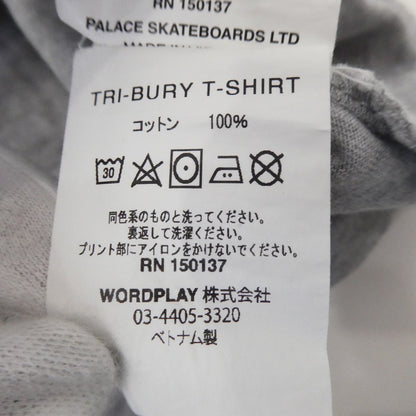 RN 150137
PALACE SKATEBOARDS LTD
MADE IN
TRI-BURY T-SHIRT
コットン 100%
30
同色系のものと洗ってください。
裏返して洗濯ください。
プリント部にアイロンをかけないでください。
RN 150137
WORDPLAY 株式会社
03-4405-3320
ベトナム製